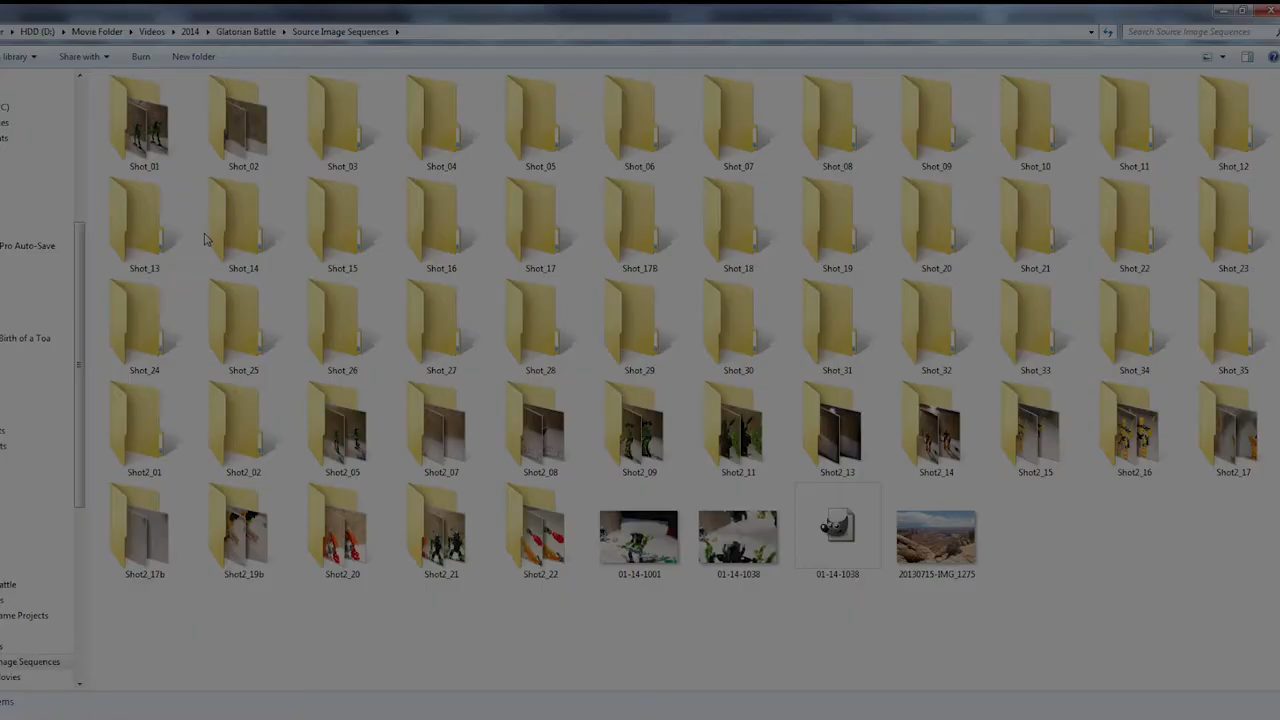 HDD (D:) Movie Folder Videos 2014 Glatorian Battle Source Image Sequences Search Source Image Sequences
library Share with Burn New folder
Shot_01 Shot_02 Shot_03 Shot_04 Shot_05 Shot_06 Shot_07 Shot_08 Shot_09 Shot_10 Shot_11 Shot_12
Pro Auto-Save
Shot_13 Shot_14 Shot_15 Shot_16 Shot_17 Shot_17B Shot_18 Shot_19 Shot_20 Shot_21 Shot_22 Shot_23
Birth of a Toa
Shot_24 Shot_25 Shot_26 Shot_27 Shot_28 Shot_29 Shot_30 Shot_31 Shot_32 Shot_33 Shot_34 Shot_35
Shot2_01 Shot2_02 Shot2_05 Shot2_07 Shot2_08 Shot2_09 Shot2_11 Shot2_13 Shot2_14 Shot2_15 Shot2_16 Shot2_17
Shot2_17b Shot2_19b Shot2_20 Shot2_21 Shot2_22 01-14-1001 01-14-1038 01-14-1038 20130715-IMG_1275
attle
ame Projects
mage Sequences
ovies
ems